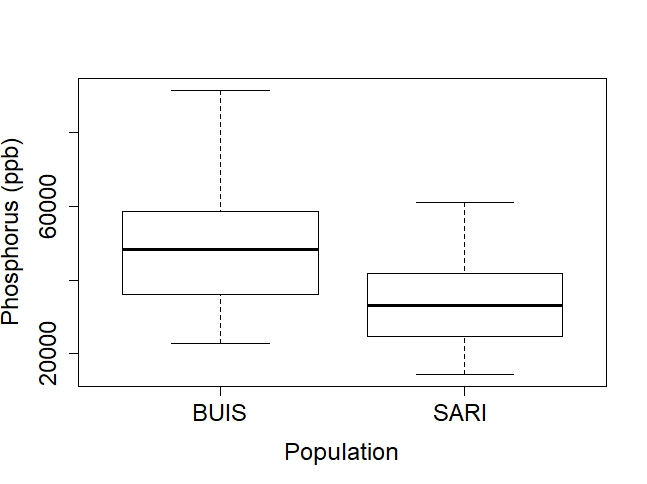 Phosphorus (ppb)
60000
20000
BUIS SARI
Population